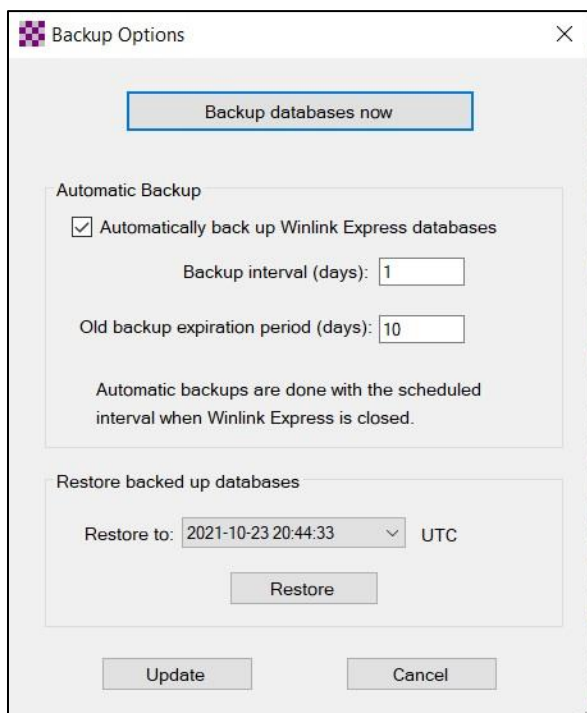 Backup Options
Backup databases now
Automatic Backup
Automatically back up Winlink Express databases
Backup interval (days): 1
Old backup expiration period (days): 10
Automatic backups are done with the scheduled
interval when Winlink Express is closed.
Restore backed up databases
Restore to: 2021-10-23 20:44:33 UTC
Restore
Update Cancel